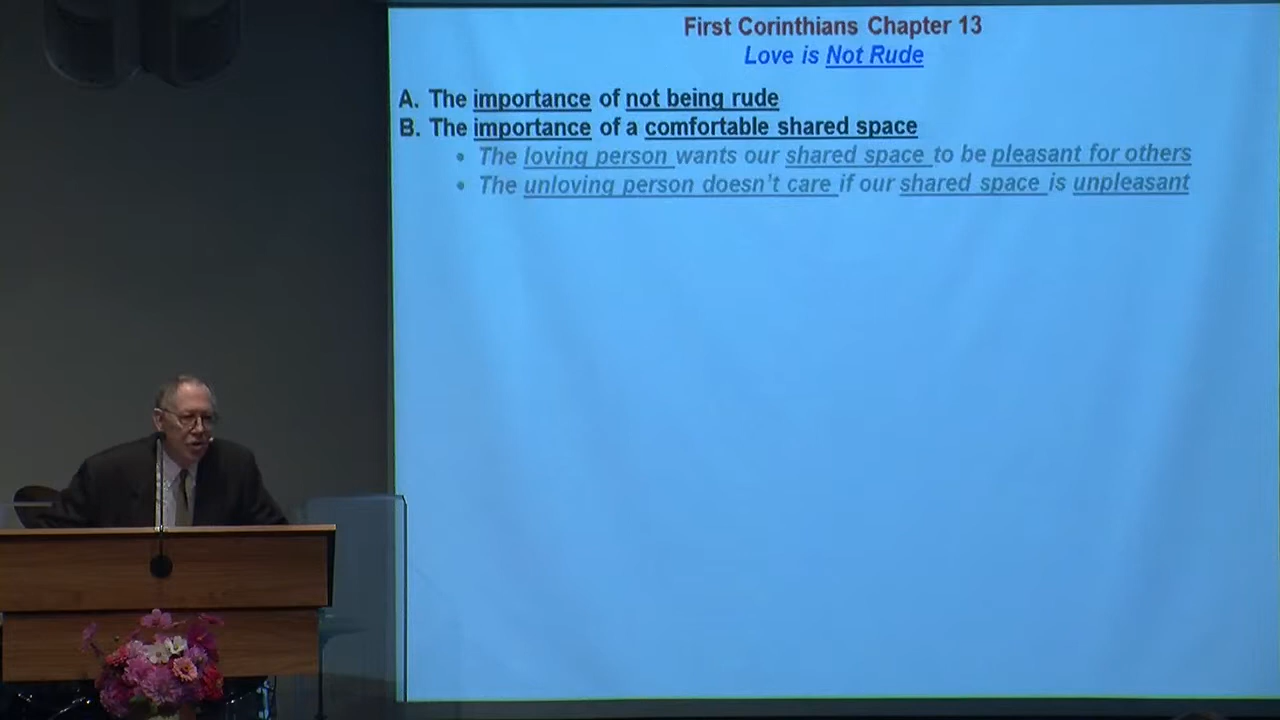 First Corinthians Chapter 13
Love is Not Rude
A. The importance of not being rude
B. The importance of a comfortable shared space
• The loving person wants our shared space to be pleasant for others
• The unloving person doesn't care if our shared space is unpleasant